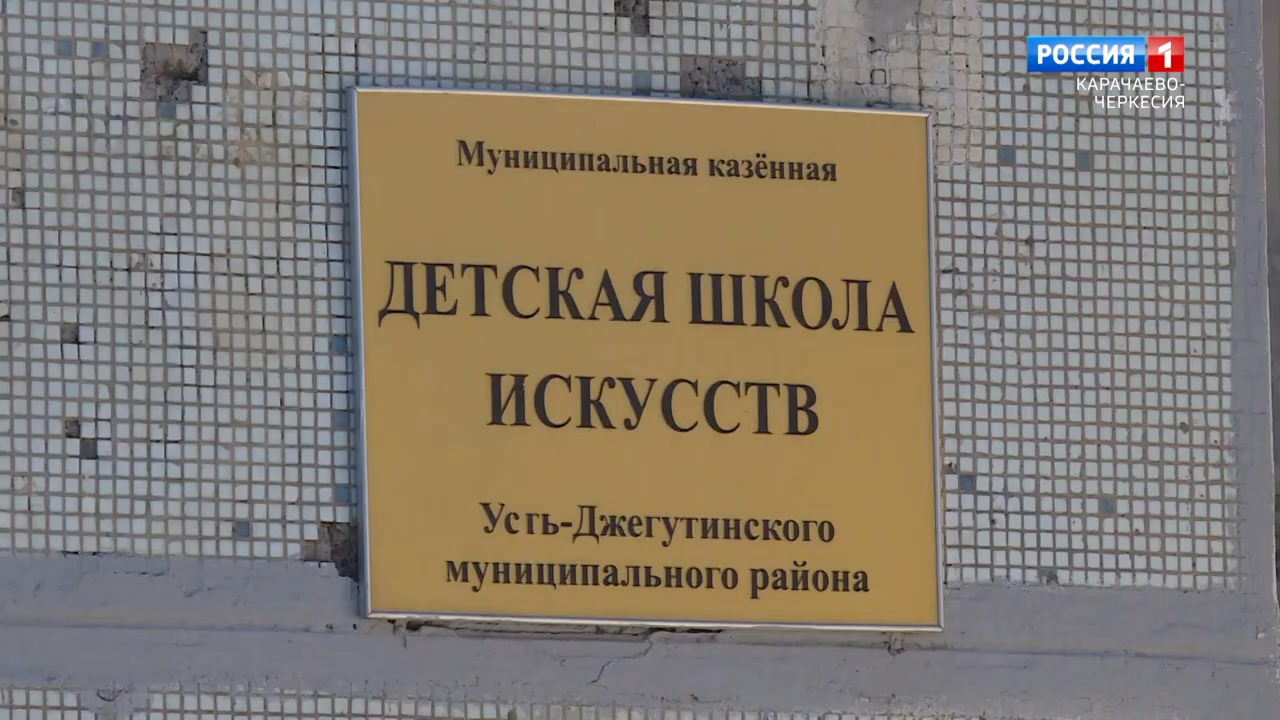 РОССИЯ 1
КАРАЧАЕВО-
ЧЕРКЕСИЯ
Муниципальная казённая
ДЕТСКАЯ ШКОЛА
ИСКУССТВ
Усть-Джегутинского
муниципального района